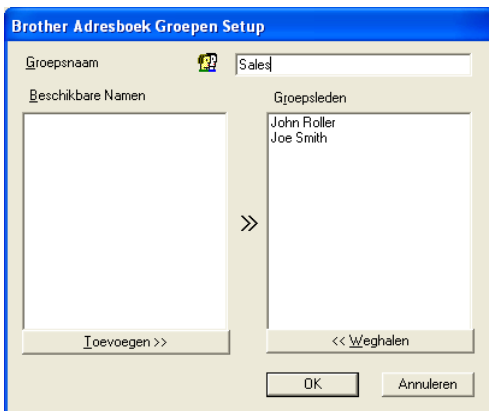 Brother Adresboek Groepen Setup
Groepsnaam
Sales
Beschikbare Namen
Groepsleden
John Roller
Joe Smith
Toevoegen >>
<< Weghalen
OK
Annuleren